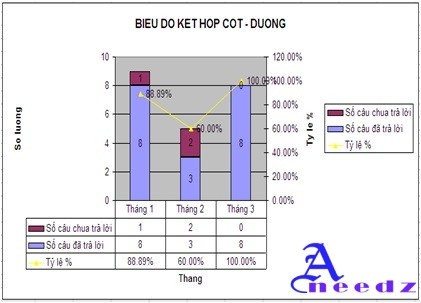 BIEU DO KET HOP COT - DUONG
So luong
10
8
6
4
2
0
1
8
88.89%
2
3
60.00%
0
8
100.00%
120.00%
100.00%
80.00%
60.00%
40.00%
20.00%
0.00%
Ty le %
Số câu chưa trả lời
Số câu đã trả lời
Tỷ lệ %
Tháng 1 Tháng 2 Tháng 3
Số câu chưa trả lời 1 2 0
Số câu đã trả lời 8 3 8
Tỷ lệ % 88.89% 60.00% 100.00%
Thang
A
needz